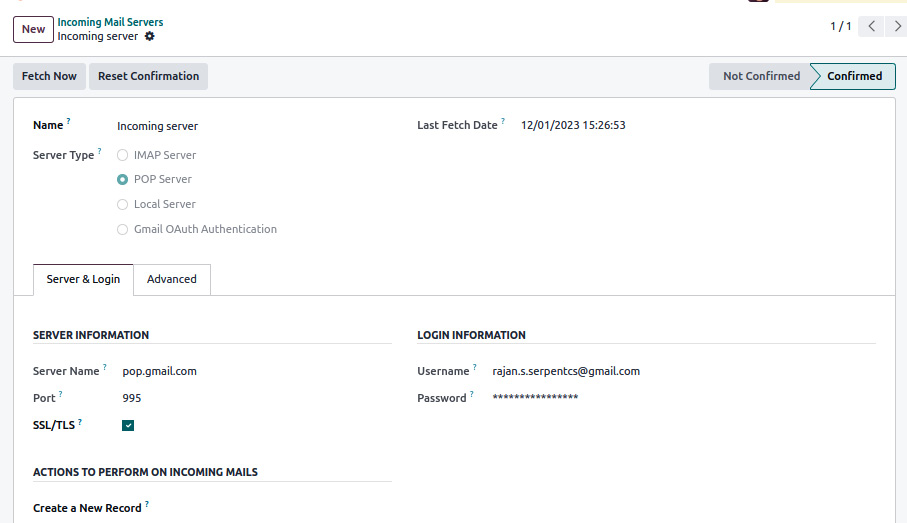 New
Incoming Mail Servers
Incoming server
1 / 1
Fetch Now
Reset Confirmation
Not Confirmed
Confirmed
Name ?
Incoming server
Last Fetch Date ?
12/01/2023 15:26:53
Server Type ?
IMAP Server
POP Server
Local Server
Gmail OAuth Authentication
Server & Login
Advanced
SERVER INFORMATION
LOGIN INFORMATION
Server Name ?
pop.gmail.com
Username ?
rajan.s.serpentcs@gmail.com
Port ?
995
Password ?
****************
SSL/TLS ?
ACTIONS TO PERFORM ON INCOMING MAILS
Create a New Record ?